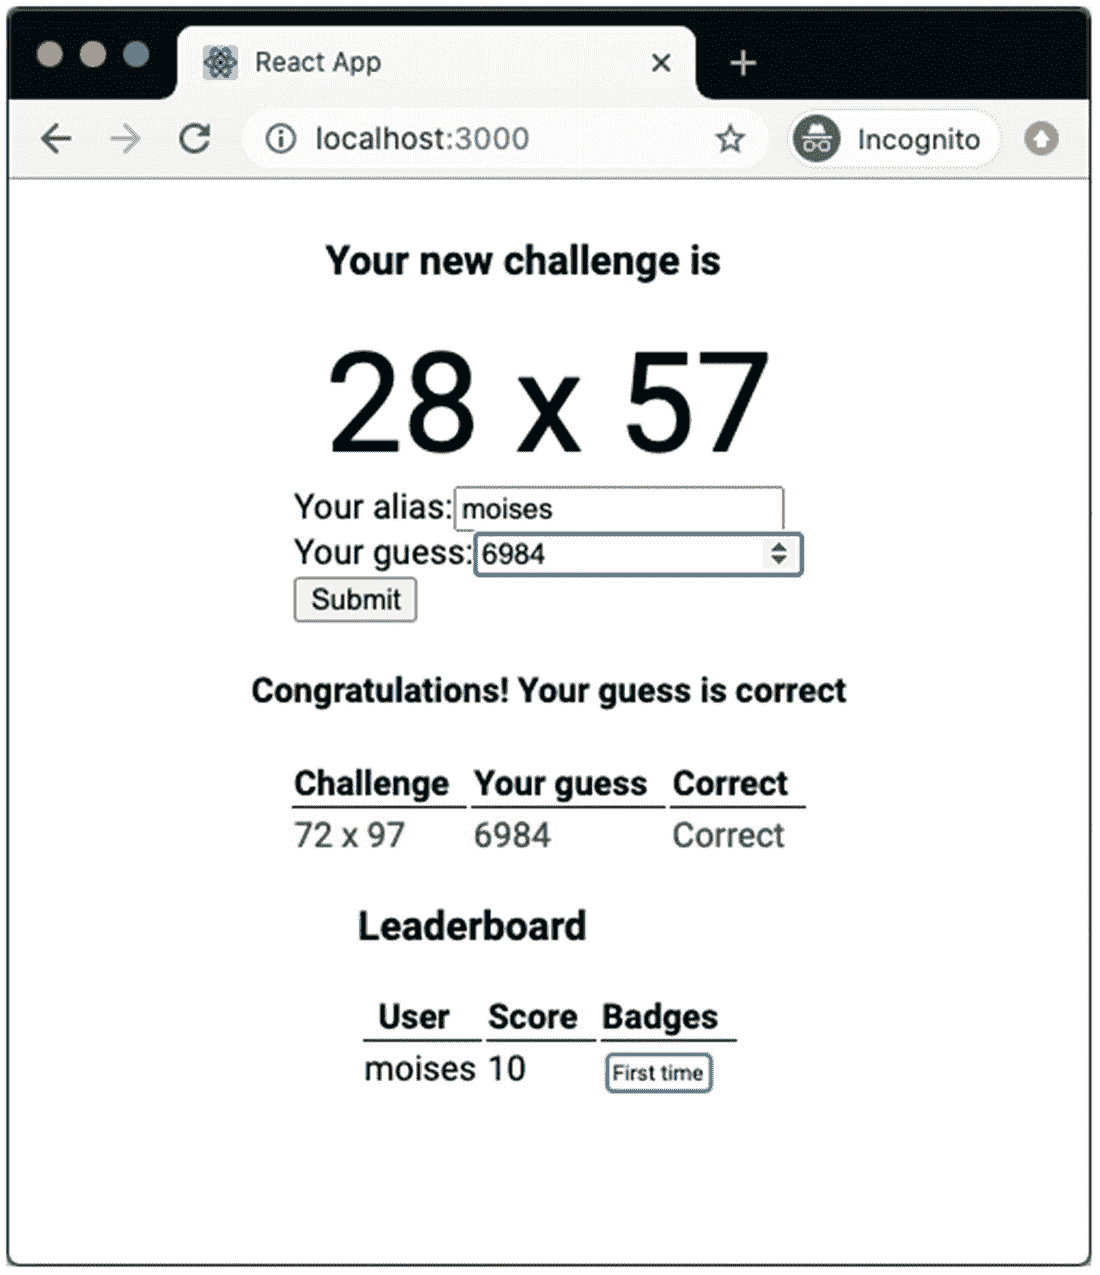 React App
localhost:3000 Incognito
Your new challenge is
28 x 57
Your alias: moises
Your guess: 6984
Submit
Congratulations! Your guess is correct
Challenge Your guess Correct
72 x 97 6984 Correct
Leaderboard
User Score Badges
moises 10 First time